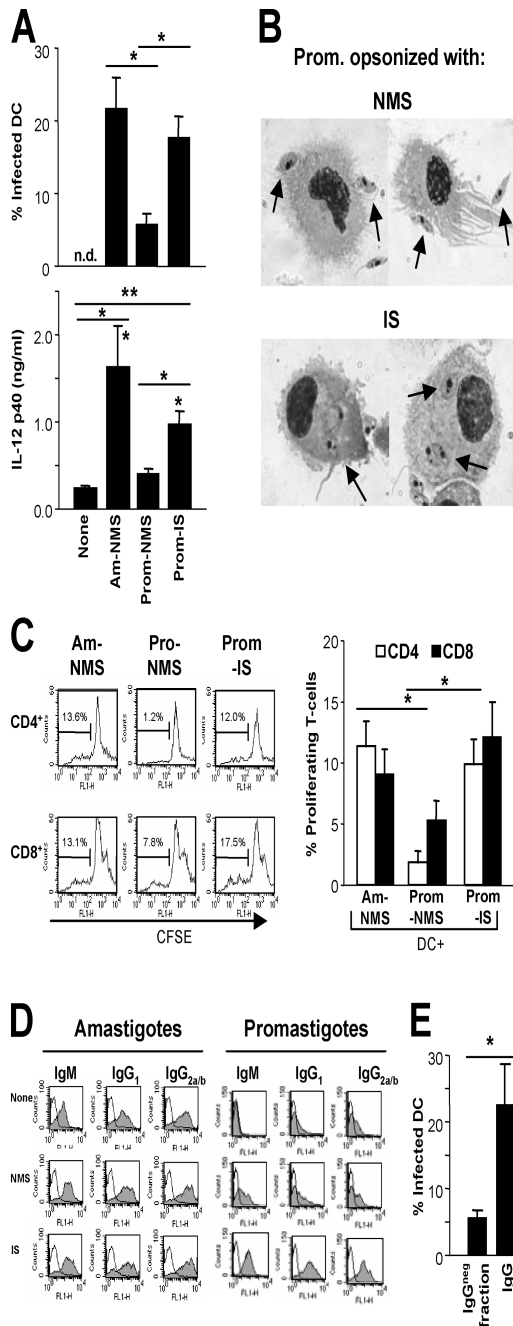 A
% Infected DC
30
20
10
0
n.d.
*
*
IL-12 p40 (ng/ml)
2.0
1.0
0.0
**
*
*
*
*
None
Am-NMS
Prom-NMS
Prom-IS
B
Prom. opsonized with:
NMS
IS
C
Am-NMS
Pro-NMS
Prom-IS
CD4+
13.6%
1.2%
12.0%
CD8+
13.1%
7.8%
17.5%
Counts
FL1-H
CFSE
% Proliferating T-cells
20
15
10
5
0
CD4
CD8
*
*
Am-NMS
Prom-NMS
Prom-IS
DC+
D
Amastigotes
Promastigotes
IgM
IgG1
IgG2a/b
IgM
IgG1
IgG2a/b
None
NMS
IS
Counts
FL1-H
E
% Infected DC
30
20
10
0
*
IgGneg fraction
IgG